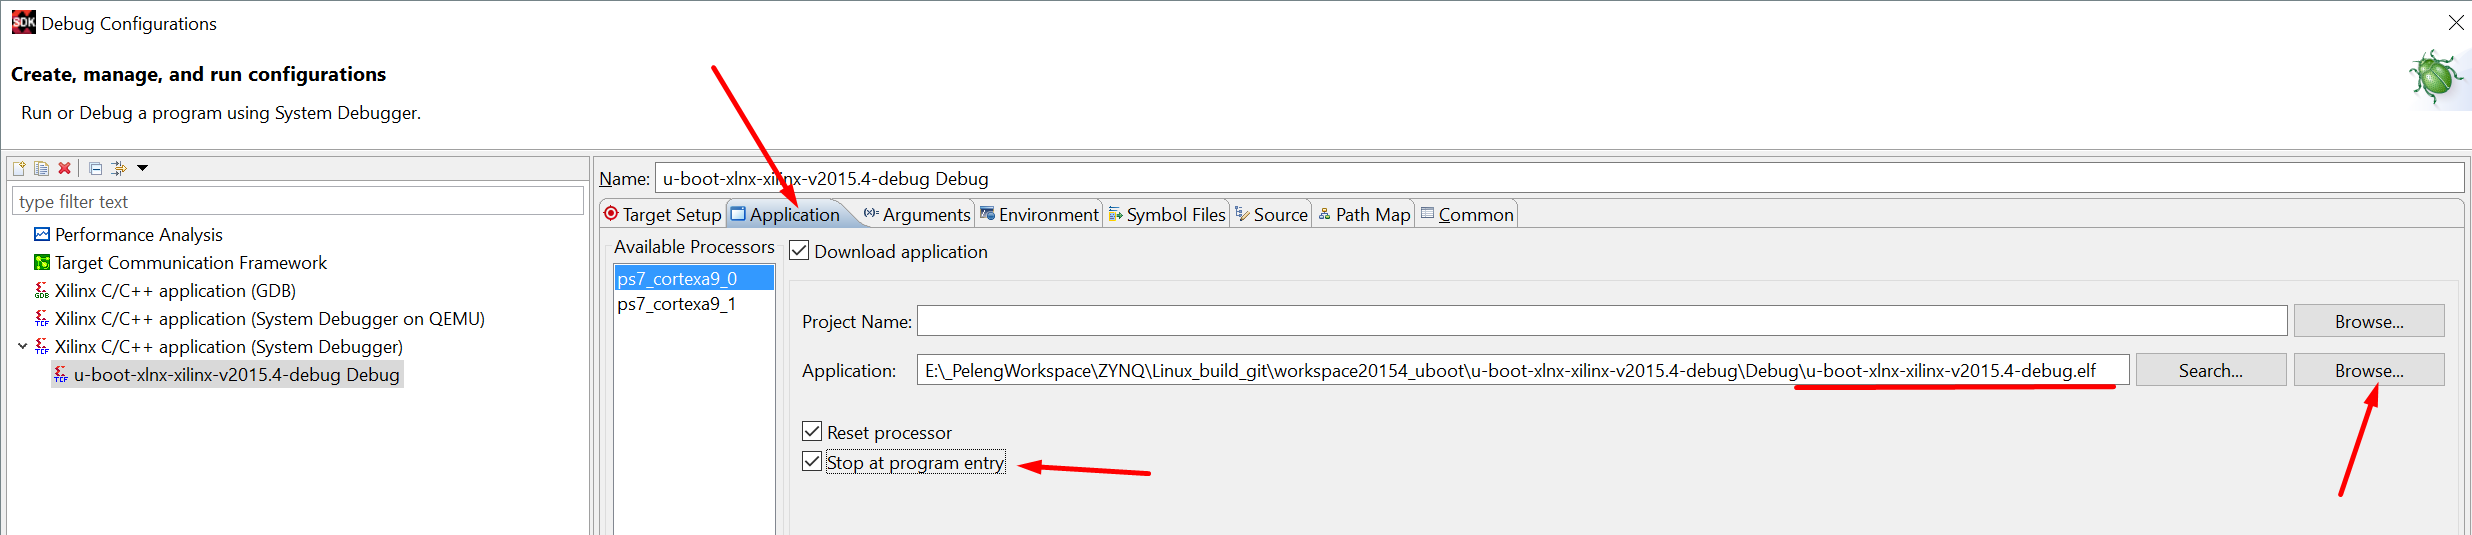 SDK Debug Configurations
Create, manage, and run configurations
Run or Debug a program using System Debugger.
type filter text
Performance Analysis
Target Communication Framework
GDB Xilinx C/C++ application (GDB)
TCF Xilinx C/C++ application (System Debugger on QEMU)
TCF Xilinx C/C++ application (System Debugger)
TCF u-boot-xlnx-xilinx-v2015.4-debug Debug
Name: u-boot-xlnx-xilinx-v2015.4-debug Debug
Target Setup Application (x)= Arguments Environment Symbol Files Source Path Map Common
Available Processors
ps7_cortexa9_0
ps7_cortexa9_1
Download application
Project Name: Browse...
Application: E:\_PelengWorkspace\ZYNQ\Linux_build_git\workspace20154_uboot\u-boot-xlnx-xilinx-v2015.4-debug\Debug\u-boot-xlnx-xilinx-v2015.4-debug.elf Search... Browse...
Reset processor
Stop at program entry